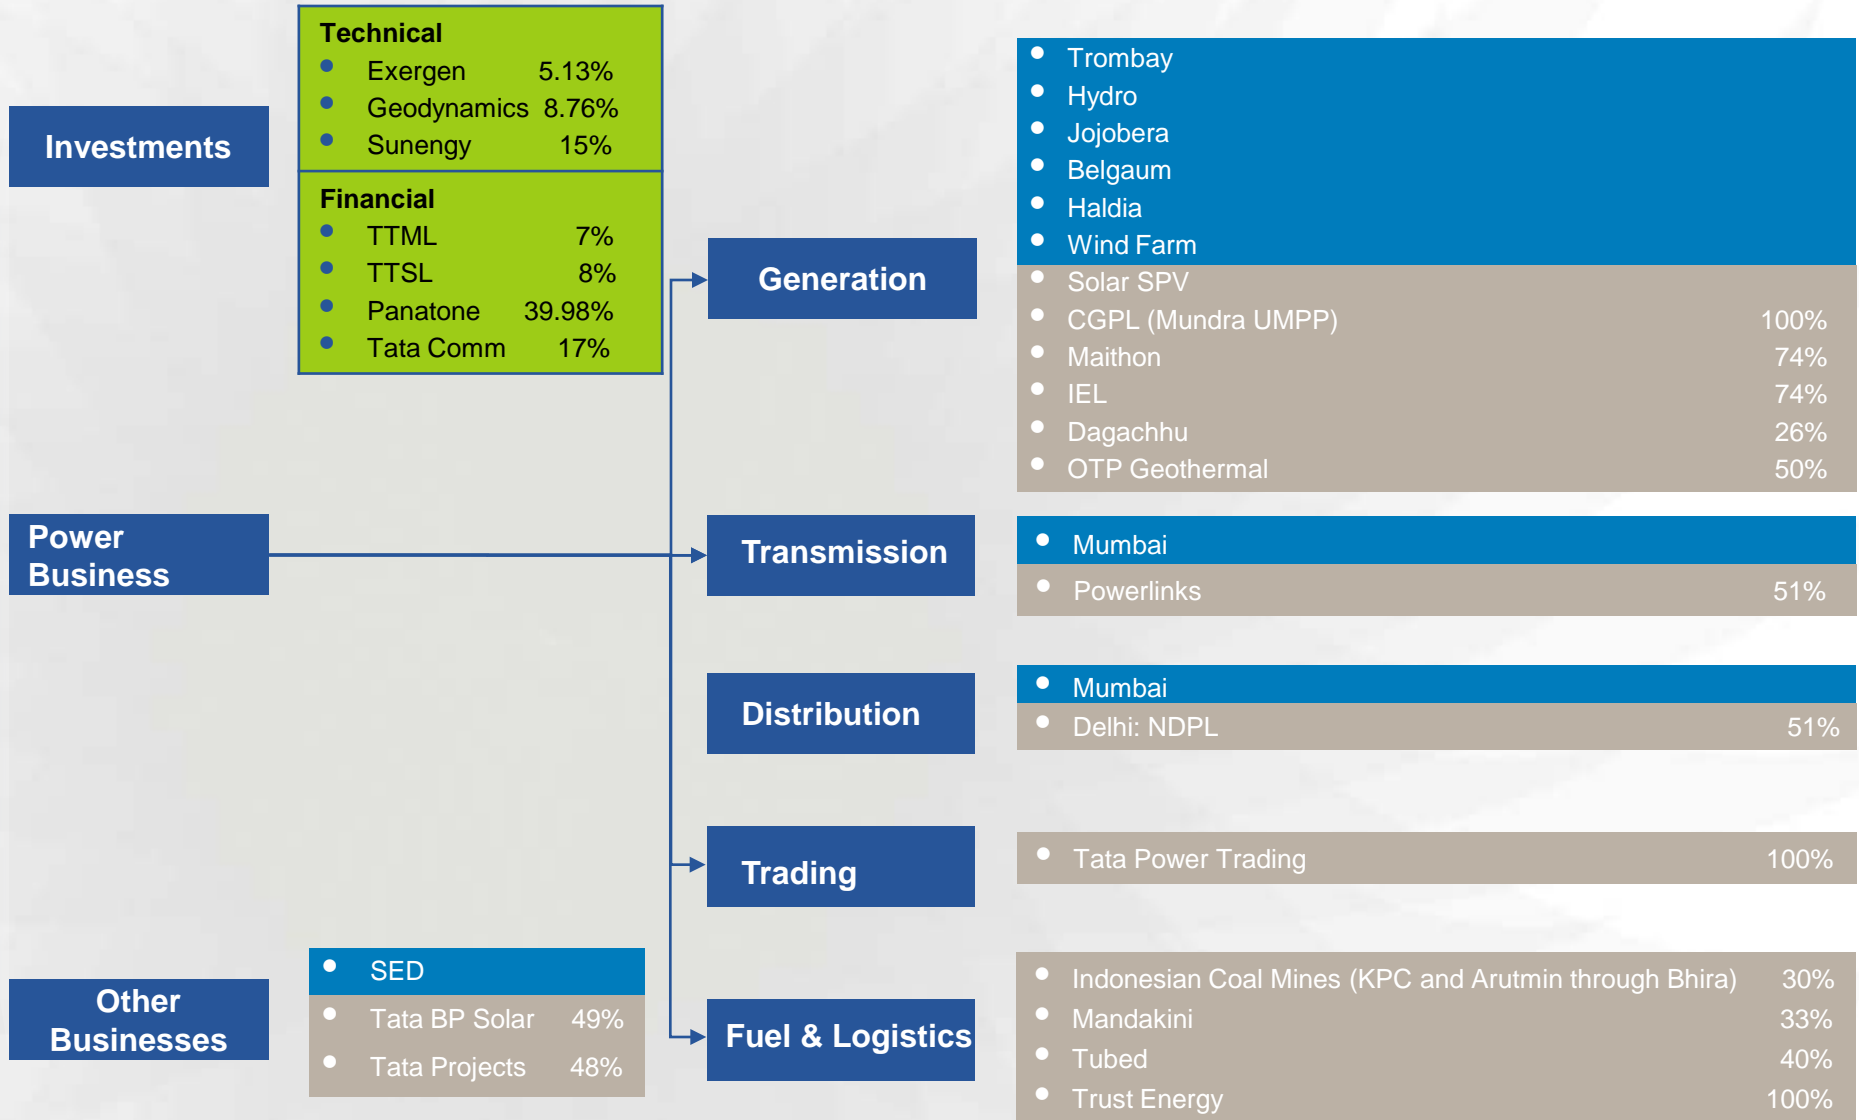 Investments
Technical
• Exergen 5.13%
• Geodynamics 8.76%
• Sunengy 15%
Financial
• TTML 7%
• TTSL 8%
• Panatone 39.98%
• Tata Comm 17%
Power
Business
Generation
• Trombay
• Hydro
• Jojobera
• Belgaum
• Haldia
• Wind Farm
• Solar SPV
• CGPL (Mundra UMPP) 100%
• Maithon 74%
• IEL 74%
• Dagachhu 26%
• OTP Geothermal 50%
Transmission
• Mumbai
• Powerlinks 51%
Distribution
• Mumbai
• Delhi: NDPL 51%
Trading
• Tata Power Trading 100%
Fuel & Logistics
• Indonesian Coal Mines (KPC and Arutmin through Bhira) 30%
• Mandakini 33%
• Tubed 40%
• Trust Energy 100%
Other
Businesses
• SED
• Tata BP Solar 49%
• Tata Projects 48%